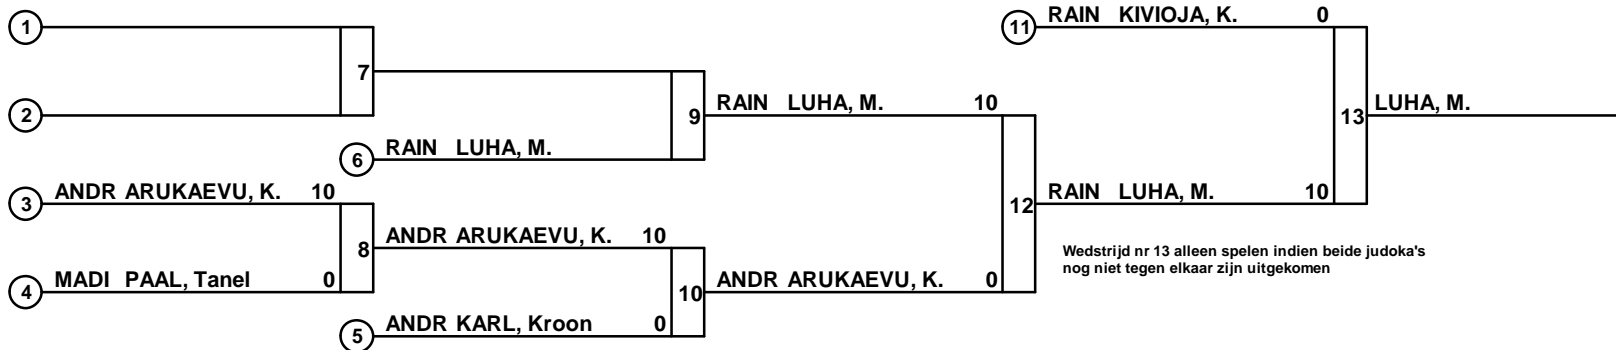 1
11 RAIN KIVIOJA, K. 0
7
2
RAIN LUHA, M. 10
9
13 LUHA, M.
6 RAIN LUHA, M.
3 ANDR ARUKAEVU, K. 10
RAIN LUHA, M. 10
12
8 ANDR ARUKAEVU, K. 10
Wedstrijd nr 13 alleen spelen indien beide judoka's
nog niet tegen elkaar zijn uitgekomen
4 MADI PAAL, Tanel 0
10 ANDR ARUKAEVU, K. 0
5 ANDR KARL, Kroon 0